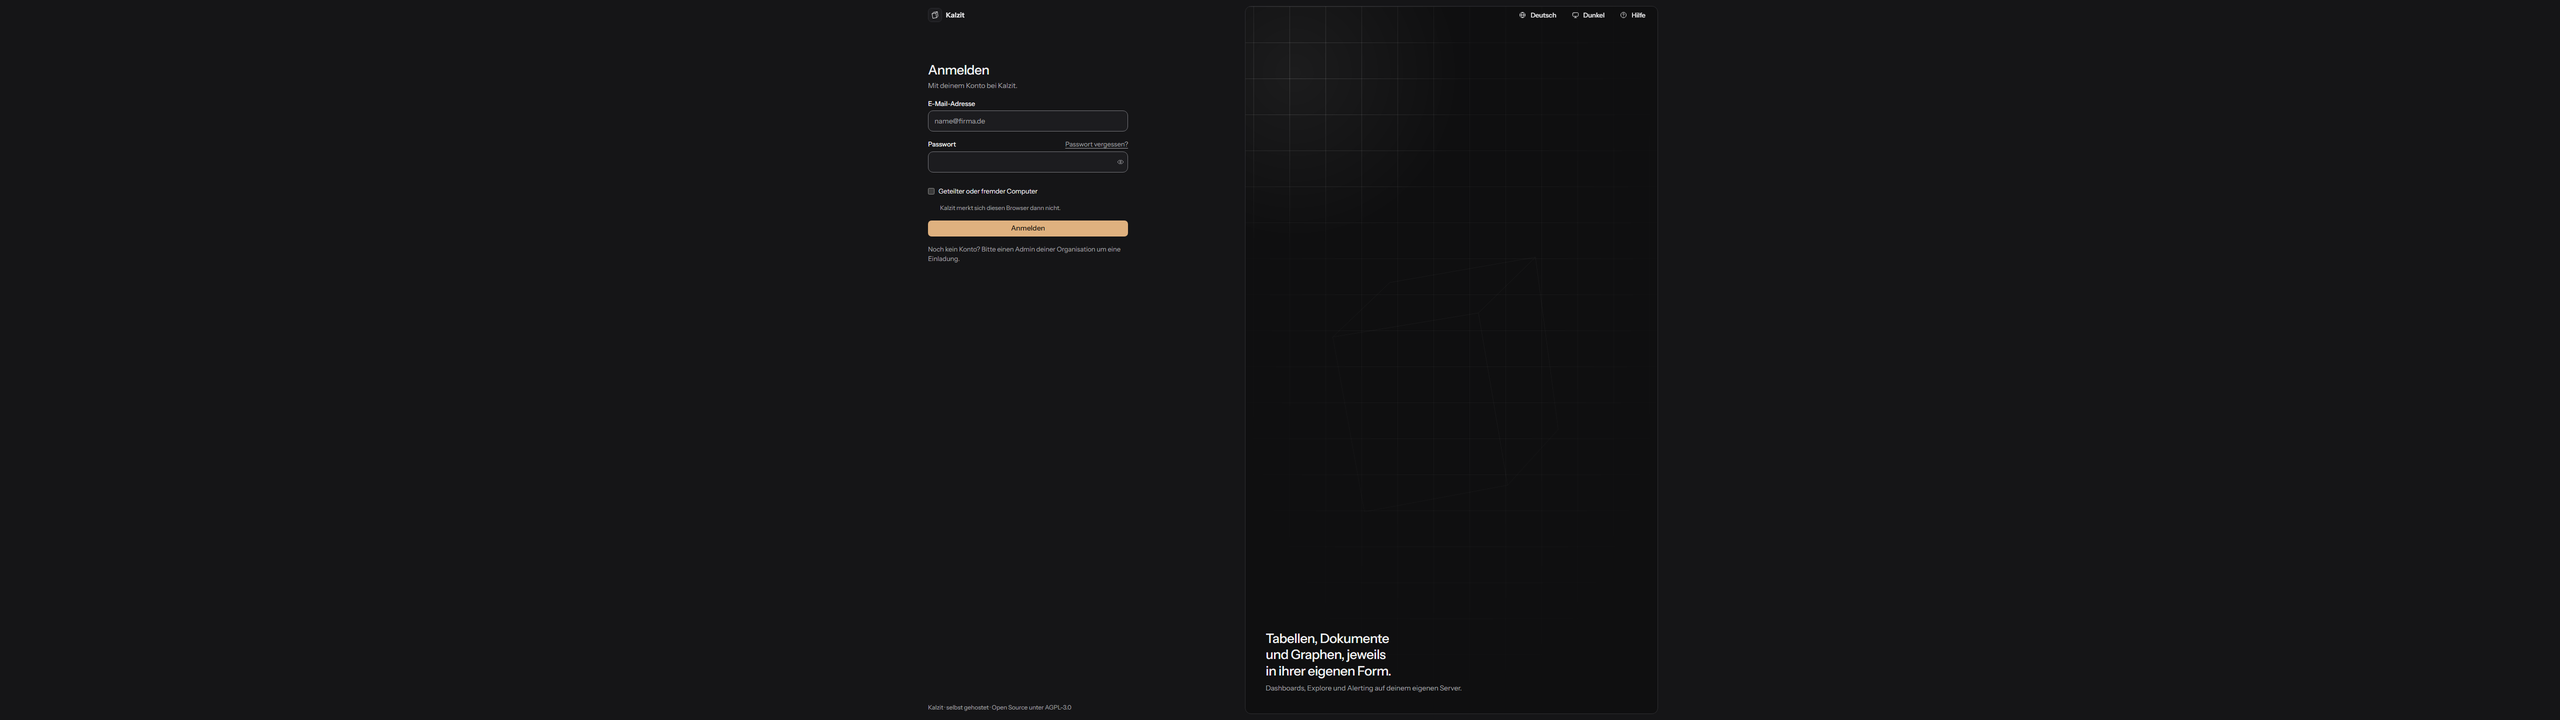 Kalzit
Deutsch
Dunkel
Hilfe
Anmelden
Mit deinem Konto bei Kalzit.
E-Mail-Adresse
name@firma.de
Passwort
Passwort vergessen?
Geteilter oder fremder Computer
Kalzit merkt sich diesen Browser dann nicht.
Anmelden
Noch kein Konto? Bitte einen Admin deiner Organisation um eine
Einladung.
Tabellen, Dokumente
und Graphen, jeweils
in ihrer eigenen Form.
Dashboards, Explore und Alerting auf deinem eigenen Server.
Kalzit · selbst gehostet · Open Source unter AGPL-3.0